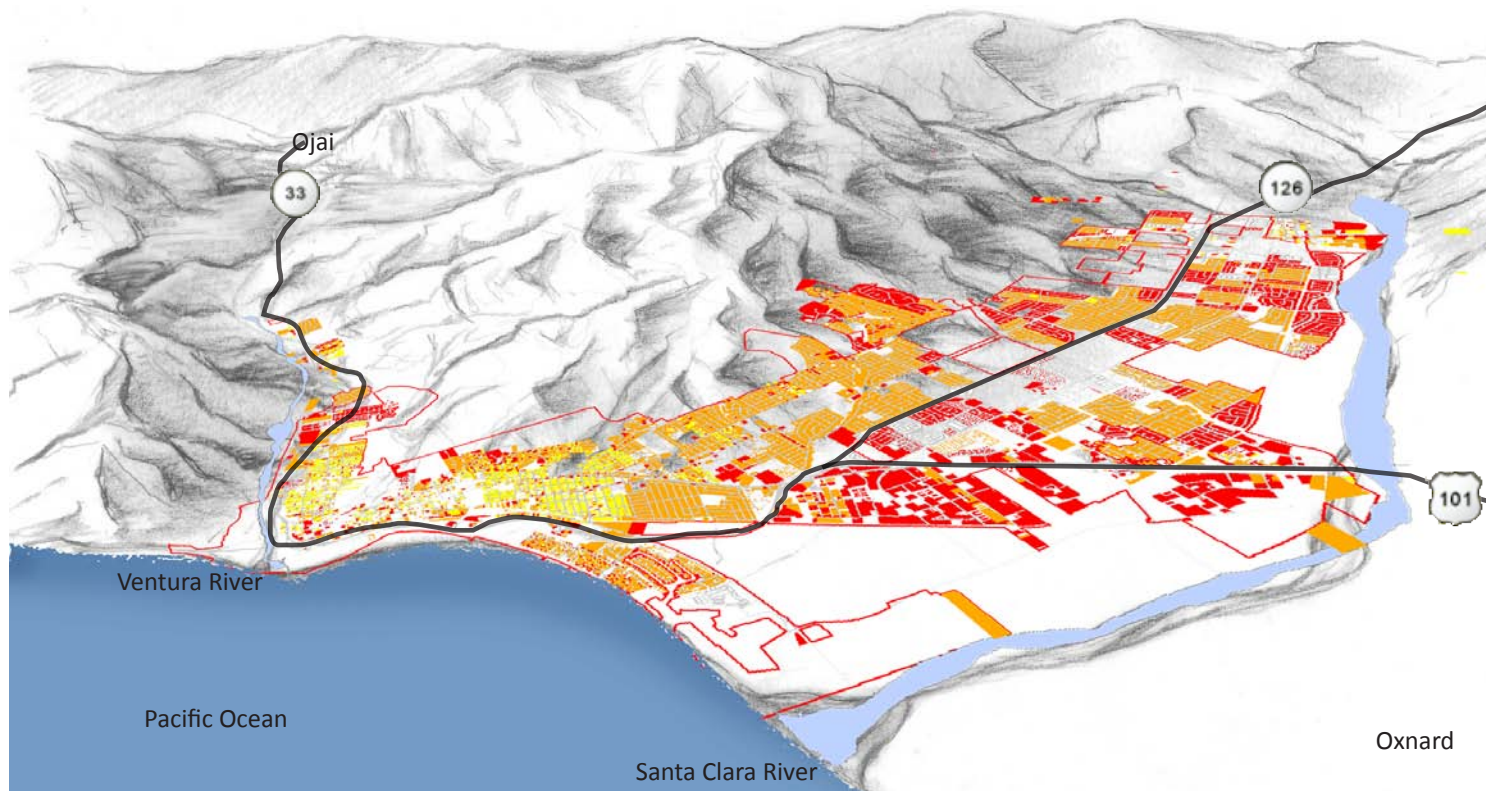 Ojai
33
126
101
Ventura River
Pacific Ocean
Oxnard
Santa Clara River